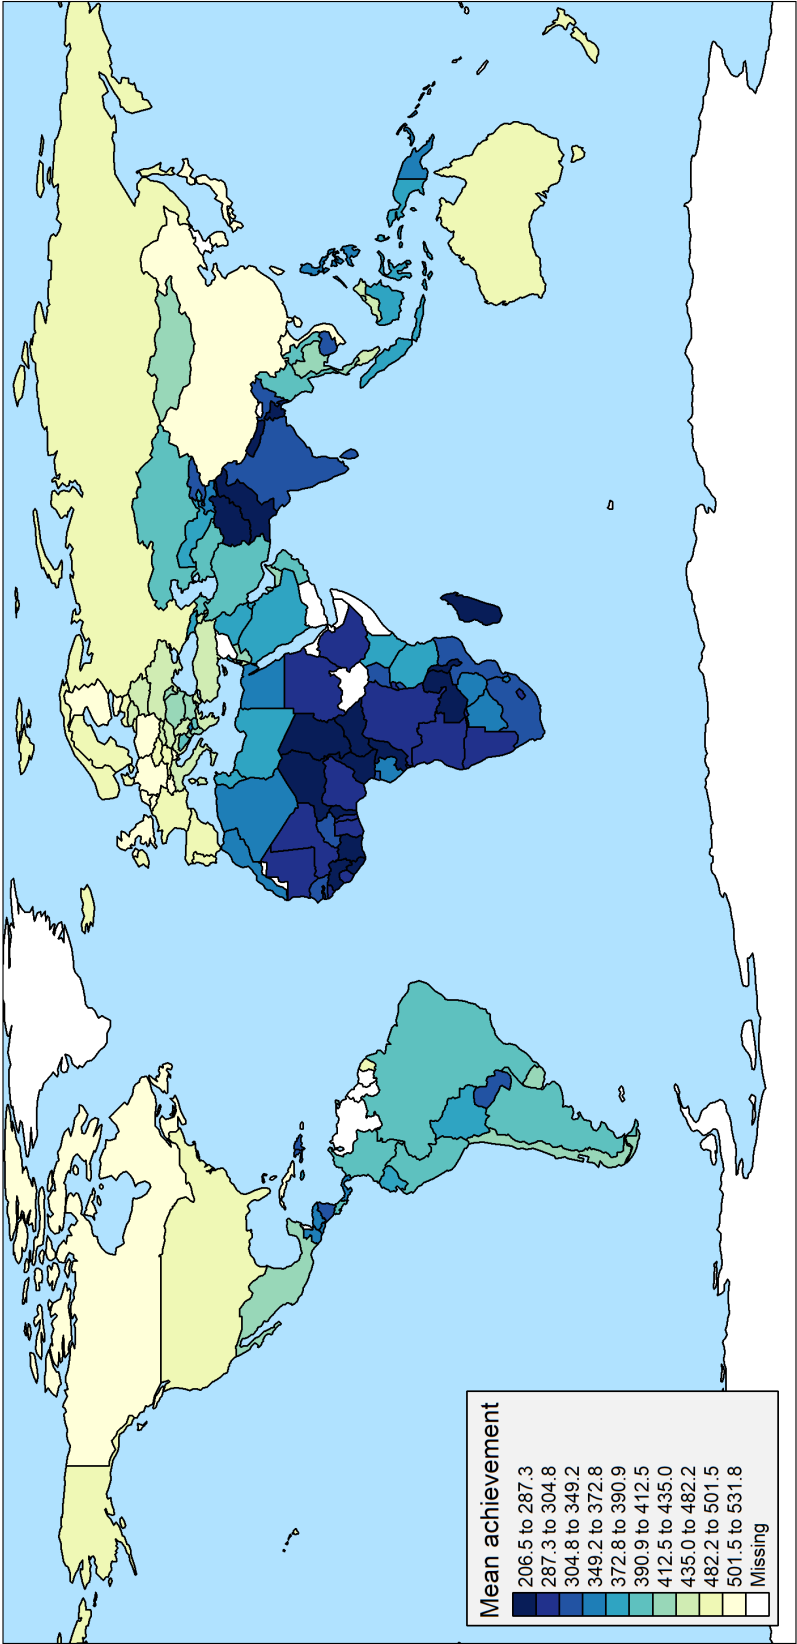 Mean achievement
206.5 to 287.3
287.3 to 304.8
304.8 to 349.2
349.2 to 372.8
372.8 to 390.9
390.9 to 412.5
412.5 to 435.0
435.0 to 482.2
482.2 to 501.5
501.5 to 531.8
Missing